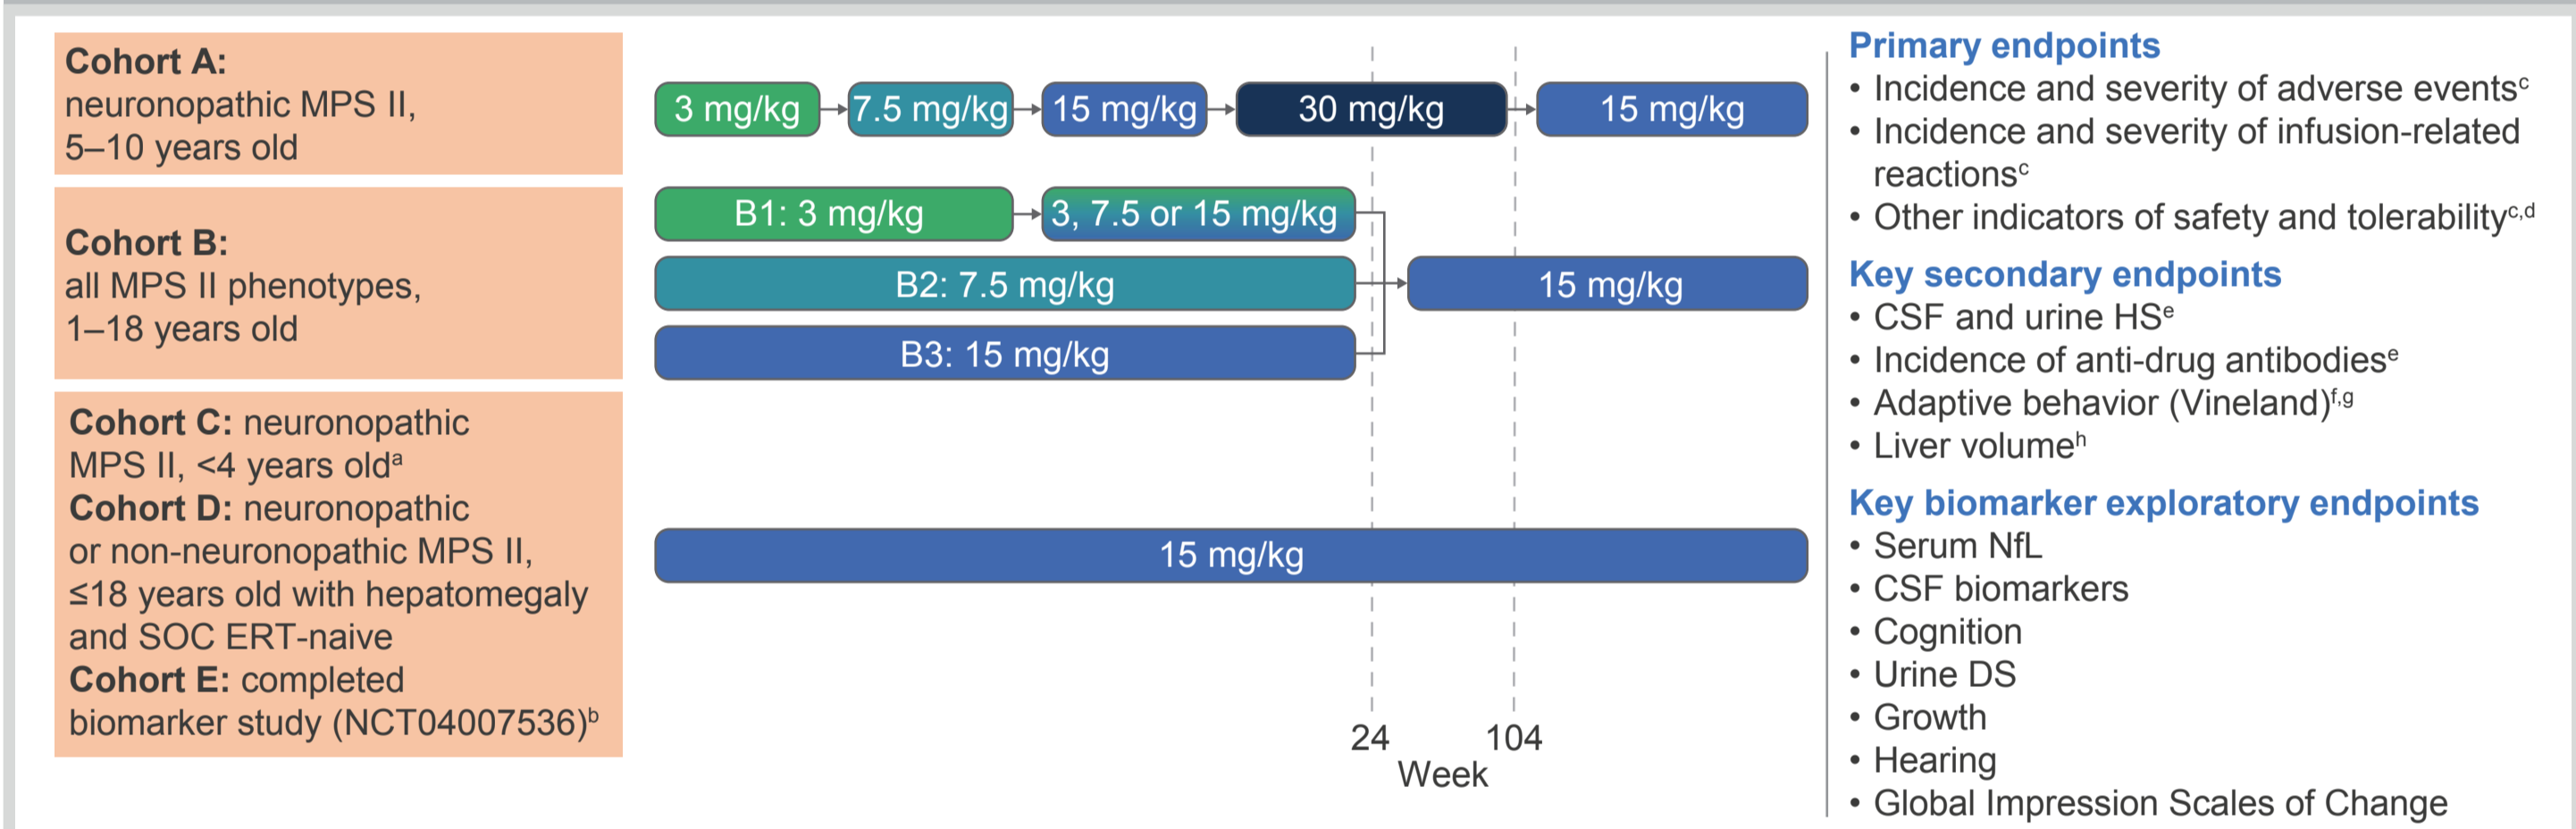 Cohort A:
neuronopathic MPS II,
5–10 years old
3 mg/kg
7.5 mg/kg
15 mg/kg
30 mg/kg
15 mg/kg
Cohort B:
all MPS II phenotypes,
1–18 years old
B1: 3 mg/kg
3, 7.5 or 15 mg/kg
B2: 7.5 mg/kg
15 mg/kg
B3: 15 mg/kg
Cohort C: neuronopathic
MPS II, <4 years oldᵃ
Cohort D: neuronopathic
or non-neuronopathic MPS II,
≤18 years old with hepatomegaly
and SOC ERT-naive
Cohort E: completed
biomarker study (NCT04007536)ᵇ
15 mg/kg
24
104
Week
Primary endpoints
• Incidence and severity of adverse eventsᶜ
• Incidence and severity of infusion-related
reactionsᶜ
• Other indicators of safety and tolerabilityᶜ,ᵈ
Key secondary endpoints
• CSF and urine HSᵉ
• Incidence of anti-drug antibodiesᵉ
• Adaptive behavior (Vineland)ᶠ,ᵍ
• Liver volumeʰ
Key biomarker exploratory endpoints
• Serum NfL
• CSF biomarkers
• Cognition
• Urine DS
• Growth
• Hearing
• Global Impression Scales of Change